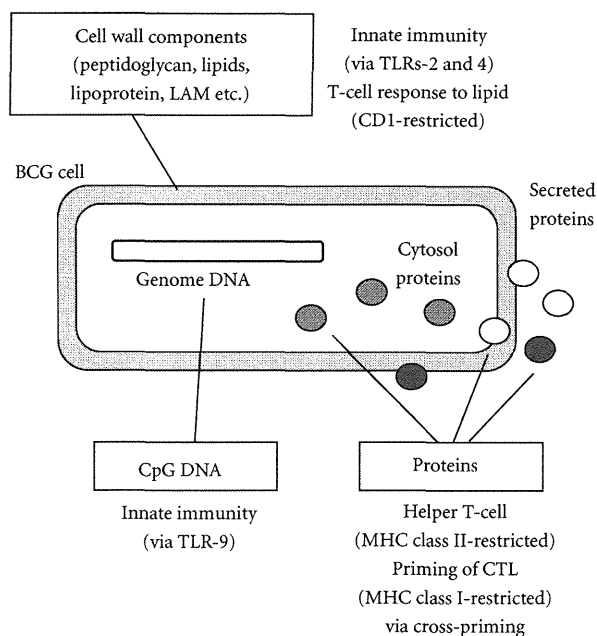 Cell wall components
(peptidoglycan, lipids,
lipoprotein, LAM etc.)
Innate immunity
(via TLRs-2 and 4)
T-cell response to lipid
(CD1-restricted)
BCG cell
Secreted
proteins
Cytosol
proteins
Genome DNA
CpG DNA
Innate immunity
(via TLR-9)
Proteins
Helper T-cell
(MHC class II-restricted)
Priming of CTL
(MHC class I-restricted)
via cross-priming